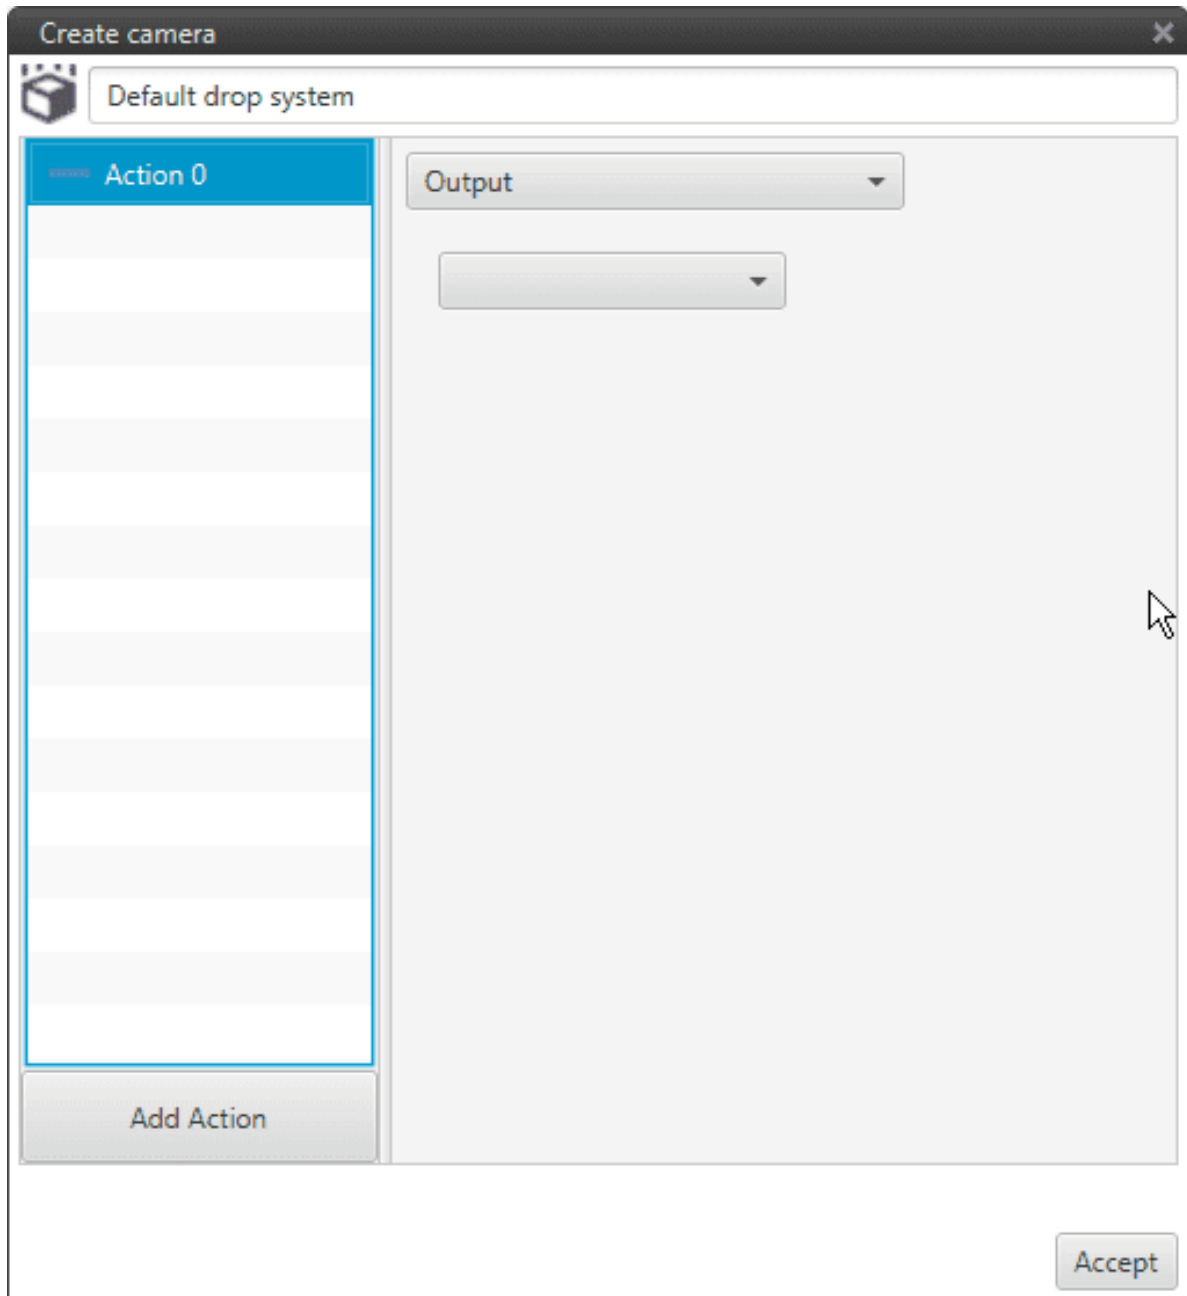 Create camera
Default drop system
Action 0
Output
Add Action
Accept